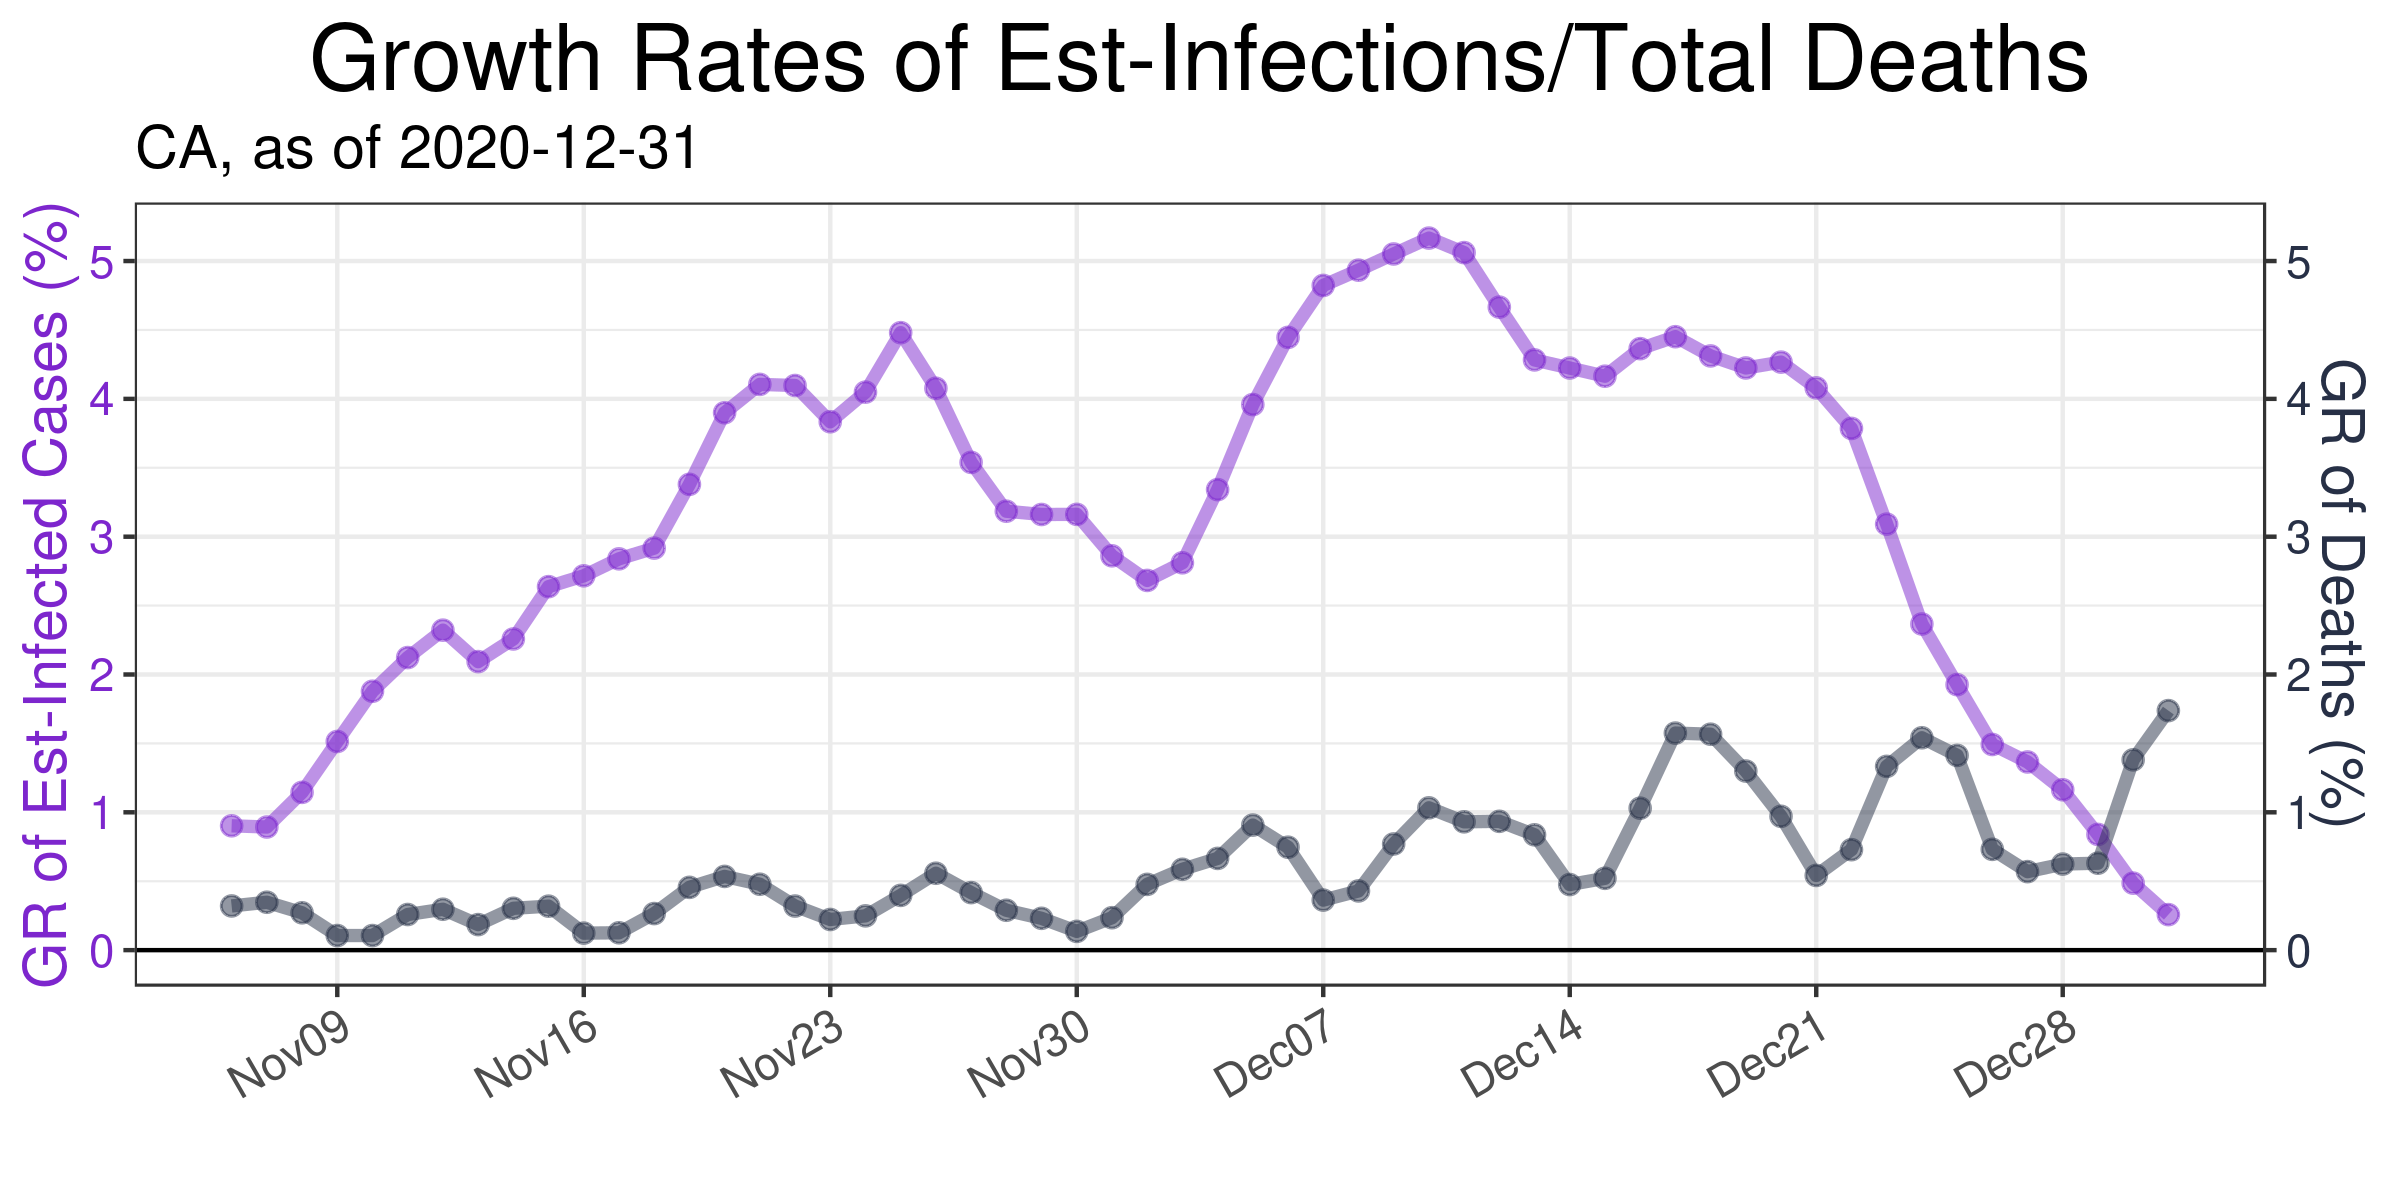 Growth Rates of Est-Infections/Total Deaths
CA, as of 2020-12-31
GR of Est-Infected Cases (%)
5
4
3
2
1
0
5
4
3
2
1
0
GR of Deaths (%)
Nov09
Nov16
Nov23
Nov30
Dec07
Dec14
Dec21
Dec28